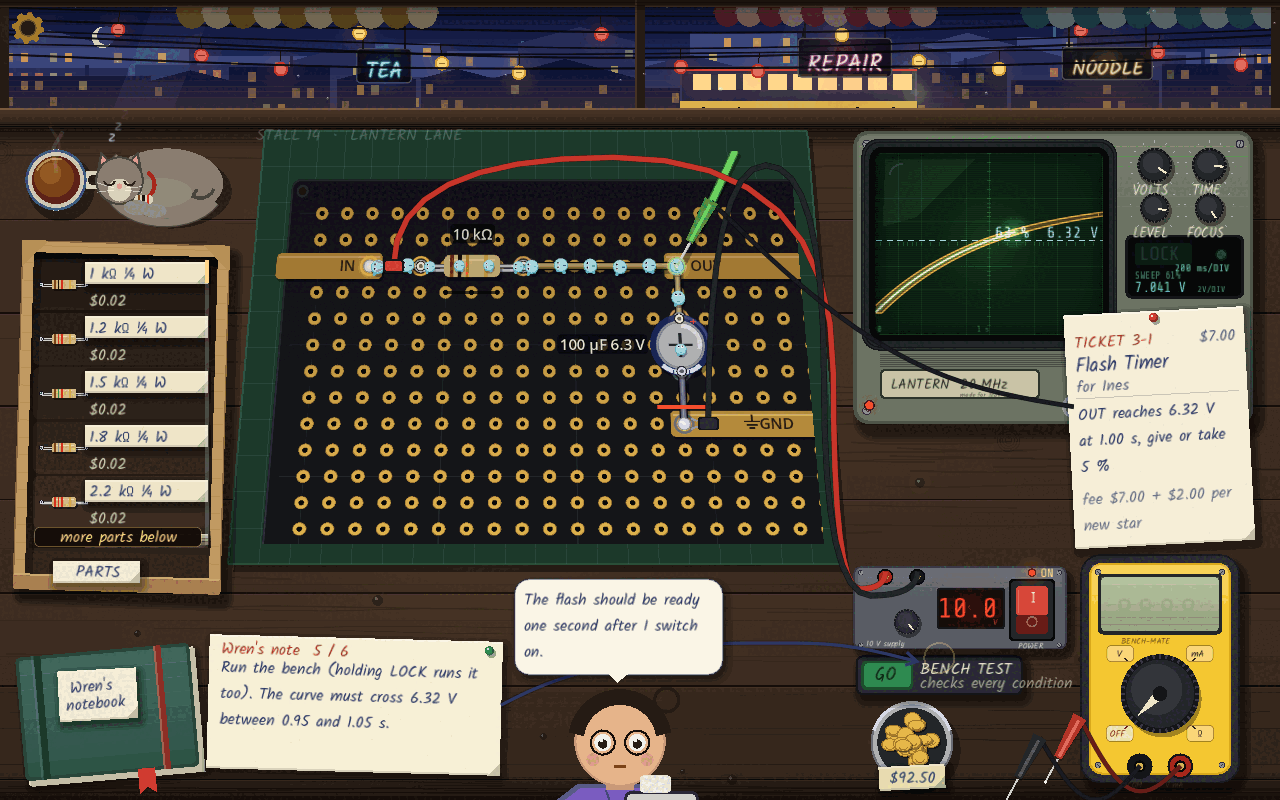 TEA
REPAIR
NOODLE
STALL 14 · LANTERN LANE
z
z
1 kΩ ¼ W
$0.02
1.2 kΩ ¼ W
$0.02
1.5 kΩ ¼ W
$0.02
1.8 kΩ ¼ W
$0.02
2.2 kΩ ¼ W
$0.02
more parts below
PARTS
10 kΩ
IN
OUT
100 µF 6.3 V
GND
63 % 6.32 V
0
1 s
VOLTS
TIME
LEVEL
FOCUS
LOCK
200 ms/DIV
SWEEP 61%
7.041 V
2V/DIV
LANTERN 20 MHz
TICKET 3-1
$7.00
Flash Timer
for Ines
OUT reaches 6.32 V
at 1.00 s, give or take
5 %
fee $7.00 + $2.00 per
new star
ON
10.0
V
I
10 V supply
POWER
GO
BENCH TEST
checks every condition
$92.50
BENCH-MATE
V
mA
OFF
Ω
Wren's
notebook
Wren's note 5 / 6
Run the bench (holding LOCK runs it
too). The curve must cross 6.32 V
between 0.95 and 1.05 s.
The flash should be ready
one second after I switch
on.